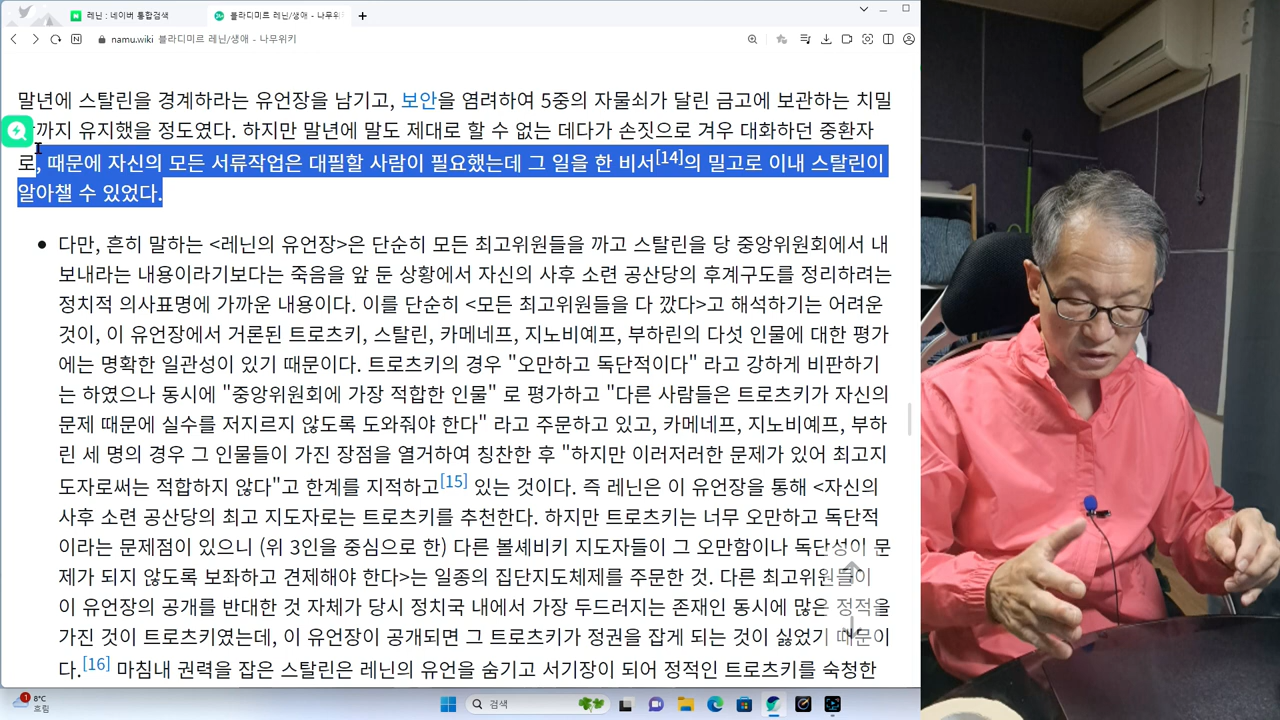 레닌 : 네이버 통합검색
블라디미르 레닌/생애 - 나무위키
namu.wiki 블라디미르 레닌/생애 - 나무위키
말년에 스탈린을 경계하라는 유언장을 남기고, 보안을 염려하여 5중의 자물쇠가 달린 금고에 보관하는 치밀
까지 유지했을 정도였다. 하지만 말년에 말도 제대로 할 수 없는 데다가 손짓으로 겨우 대화하던 중환자
로, 때문에 자신의 모든 서류작업은 대필할 사람이 필요했는데 그 일을 한 비서[14]의 밀고로 이내 스탈린이
알아챌 수 있었다.
● 다만, 흔히 말하는 <레닌의 유언장>은 단순히 모든 최고위원들을 까고 스탈린을 당 중앙위원회에서 내
보내라는 내용이라기보다는 죽음을 앞 둔 상황에서 자신의 사후 소련 공산당의 후계구도를 정리하려는
정치적 의사표명에 가까운 내용이다. 이를 단순히 <모든 최고위원들을 다 깠다>고 해석하기는 어려운
것이, 이 유언장에서 거론된 트로츠키, 스탈린, 카메네프, 지노비예프, 부하린의 다섯 인물에 대한 평가
에는 명확한 일관성이 있기 때문이다. 트로츠키의 경우 "오만하고 독단적이다" 라고 강하게 비판하기
는 하였으나 동시에 "중앙위원회에 가장 적합한 인물" 로 평가하고 "다른 사람들은 트로츠키가 자신의
문제 때문에 실수를 저지르지 않도록 도와줘야 한다" 라고 주문하고 있고, 카메네프, 지노비예프, 부하
린 세 명의 경우 그 인물들이 가진 장점을 열거하여 칭찬한 후 "하지만 이러저러한 문제가 있어 최고지
도자로써는 적합하지 않다"고 한계를 지적하고[15] 있는 것이다. 즉 레닌은 이 유언장을 통해 <자신의
사후 소련 공산당의 최고 지도자로는 트로츠키를 추천한다. 하지만 트로츠키는 너무 오만하고 독단적
이라는 문제점이 있으니 (위 3인을 중심으로 한) 다른 볼셰비키 지도자들이 그 오만함이나 독단성이 문
제가 되지 않도록 보좌하고 견제해야 한다>는 일종의 집단지도체제를 주문한 것. 다른 최고위원들이
이 유언장의 공개를 반대한 것 자체가 당시 정치국 내에서 가장 두드러지는 존재인 동시에 많은 정적을
가진 것이 트로츠키였는데, 이 유언장이 공개되면 그 트로츠키가 정권을 잡게 되는 것이 싫었기 때문이
다.[16] 마침내 권력을 잡은 스탈린은 레닌의 유언을 숨기고 서기장이 되어 정적인 트로츠키를 숙청한
1
8°C
흐림
검색